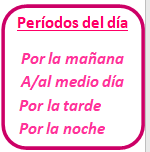 Períodos del día
Por la mañana
A/al medio día
Por la tarde
Por la noche